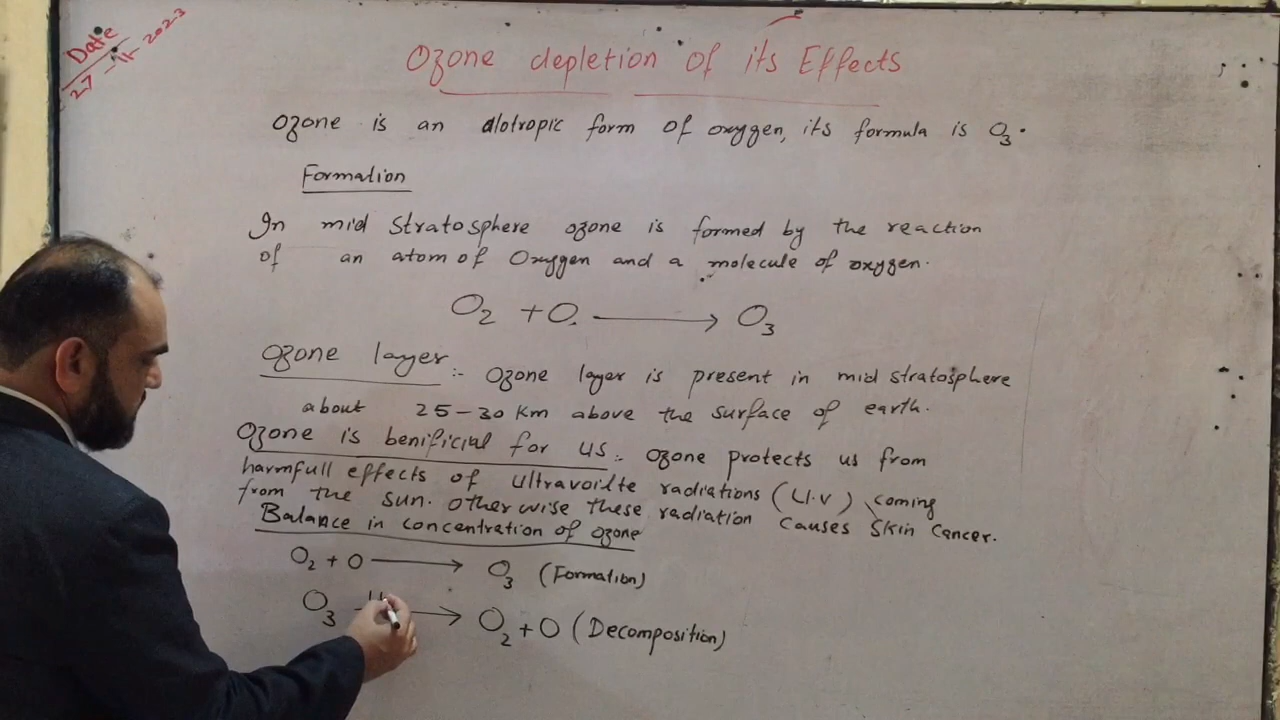 Date
27-11-2023
Ozone depletion of its Effects
Ozone is an alotropic form of oxygen, its formula is O₃.
Formation
In mid stratosphere ozone is formed by the reaction
of an atom of Oxygen and a molecule of oxygen.
O₂ + O. ⟶ O₃
Ozone layer :- Ozone layer is present in mid stratosphere
about 25-30 Km above the surface of earth.
Ozone is benificial for us :- Ozone protects us from
harmfull effects of ultravoilte radiations (U.V) coming
from the sun. otherwise these radiation causes skin cancer.
Balance in concentration of ozone
O₂ + O ⟶ O₃ (Formation)
O₃ ⟶ O₂ + O (Decomposition)